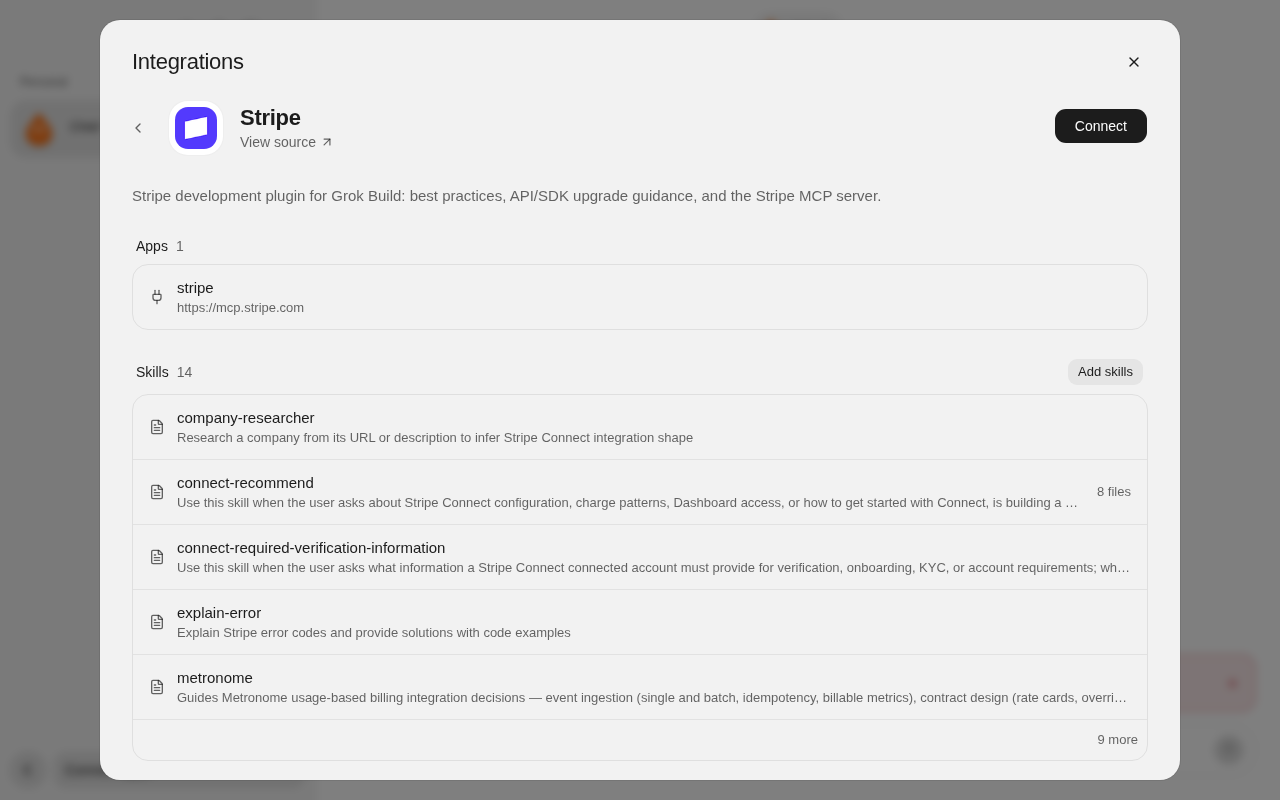 Integrations
Stripe
View source
Connect
Stripe development plugin for Grok Build: best practices, API/SDK upgrade guidance, and the Stripe MCP server.
Apps 1
stripe
https://mcp.stripe.com
Skills 14
Add skills
company-researcher
Research a company from its URL or description to infer Stripe Connect integration shape
connect-recommend
Use this skill when the user asks about Stripe Connect configuration, charge patterns, Dashboard access, or how to get started with Connect, is building a …
8 files
connect-required-verification-information
Use this skill when the user asks what information a Stripe Connect connected account must provide for verification, onboarding, KYC, or account requirements; wh…
explain-error
Explain Stripe error codes and provide solutions with code examples
metronome
Guides Metronome usage-based billing integration decisions — event ingestion (single and batch, idempotency, billable metrics), contract design (rate cards, overri…
9 more